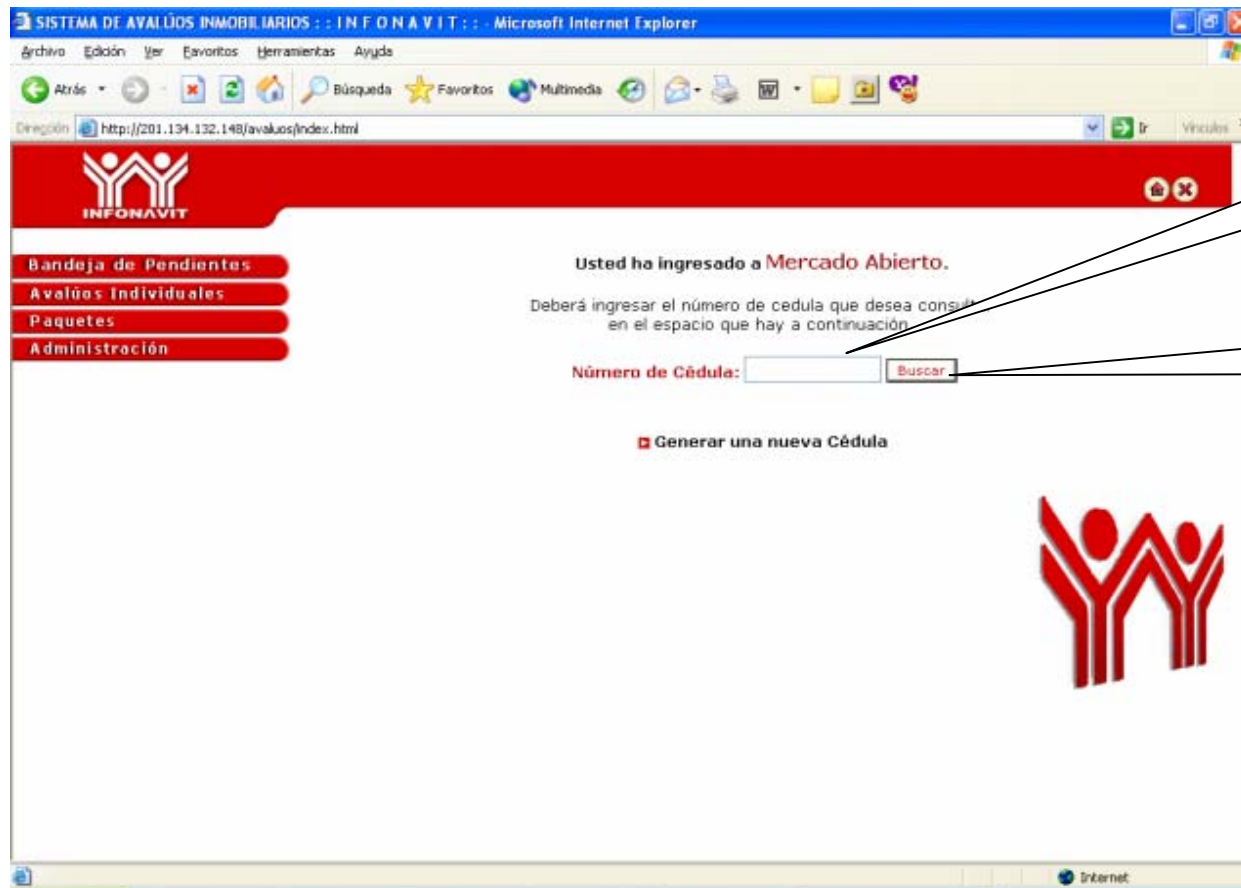 SISTEMA DE AVALÚOS INMOBILIARIOS : : I N F O N A V I T : : - Microsoft Internet Explorer
Archivo Edición Ver Favoritos Herramientas Ayuda
Atrás Búsqueda Favoritos Multimedia
Dirección http://201.134.132.148/avaluos/index.html Ir Vínculos
INFONAVIT
Bandeja de Pendientes
Avalúos Individuales
Paquetes
Administración
Usted ha ingresado a Mercado Abierto.
Deberá ingresar el número de cedula que desea consult
en el espacio que hay a continuación
Número de Cédula: Buscar
Generar una nueva Cédula
Internet